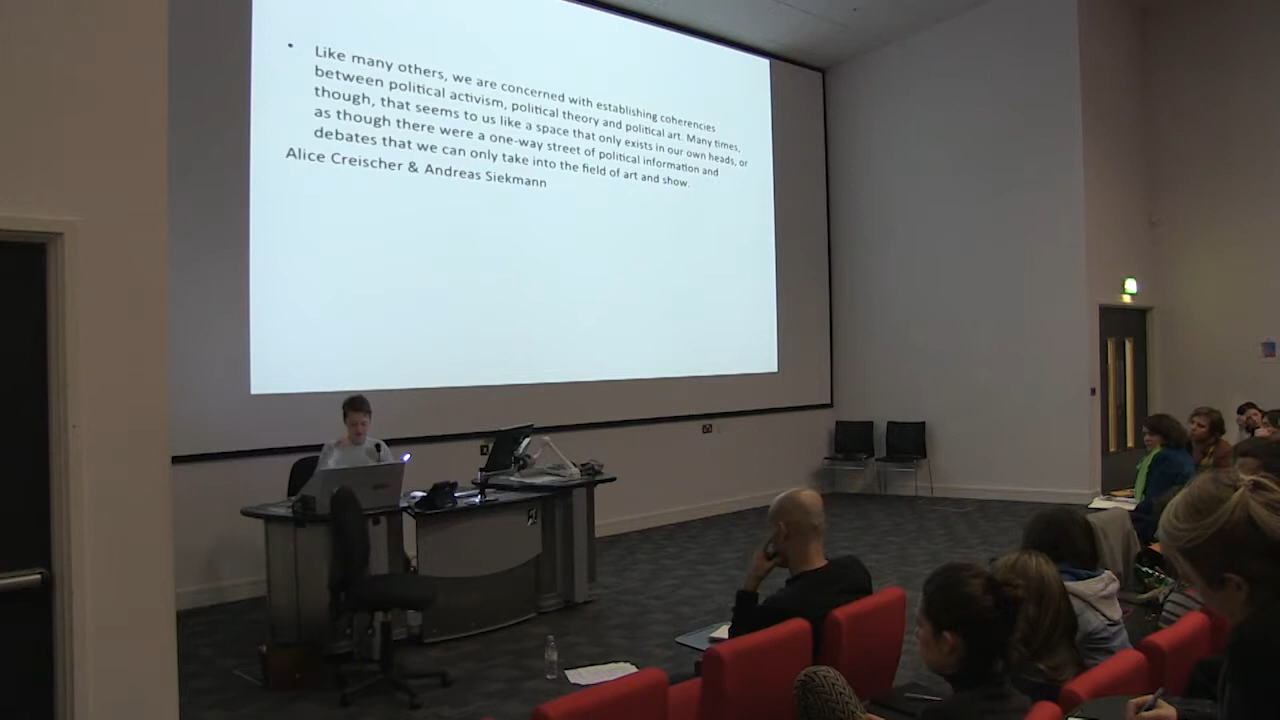 • Like many others, we are concerned with establishing coherencies
between political activism, political theory and political art. Many times,
though, that seems to us like a space that only exists in our own heads, or
as though there were a one-way street of political information and
debates that we can only take into the field of art and show.
Alice Creischer & Andreas Siekmann